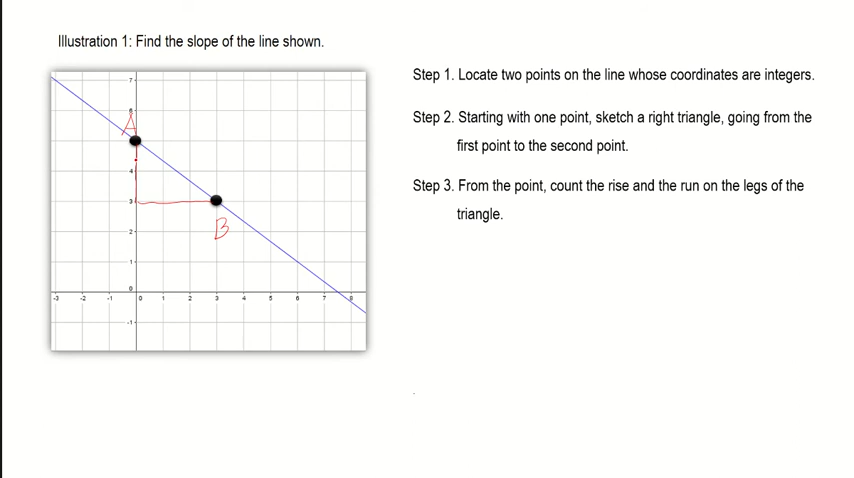 Illustration 1: Find the slope of the line shown.
Step 1. Locate two points on the line whose coordinates are integers.
Step 2. Starting with one point, sketch a right triangle, going from the
first point to the second point.
Step 3. From the point, count the rise and the run on the legs of the
triangle.
7
6
A
4
3
B
2
1
0
-3 -2 -1 0 1 2 3 4 5 6 7 8
-1